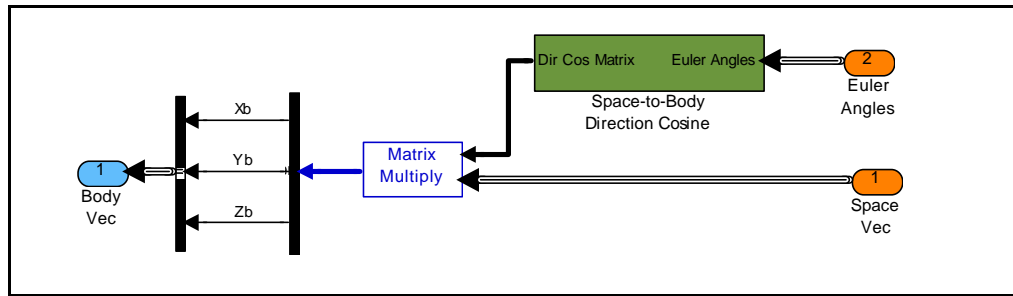 Dir Cos Matrix
Euler Angles
2
Euler
Angles
Space-to-Body
Direction Cosine
Xb
Yb
Zb
Matrix
Multiply
1
Body
Vec
1
Space
Vec